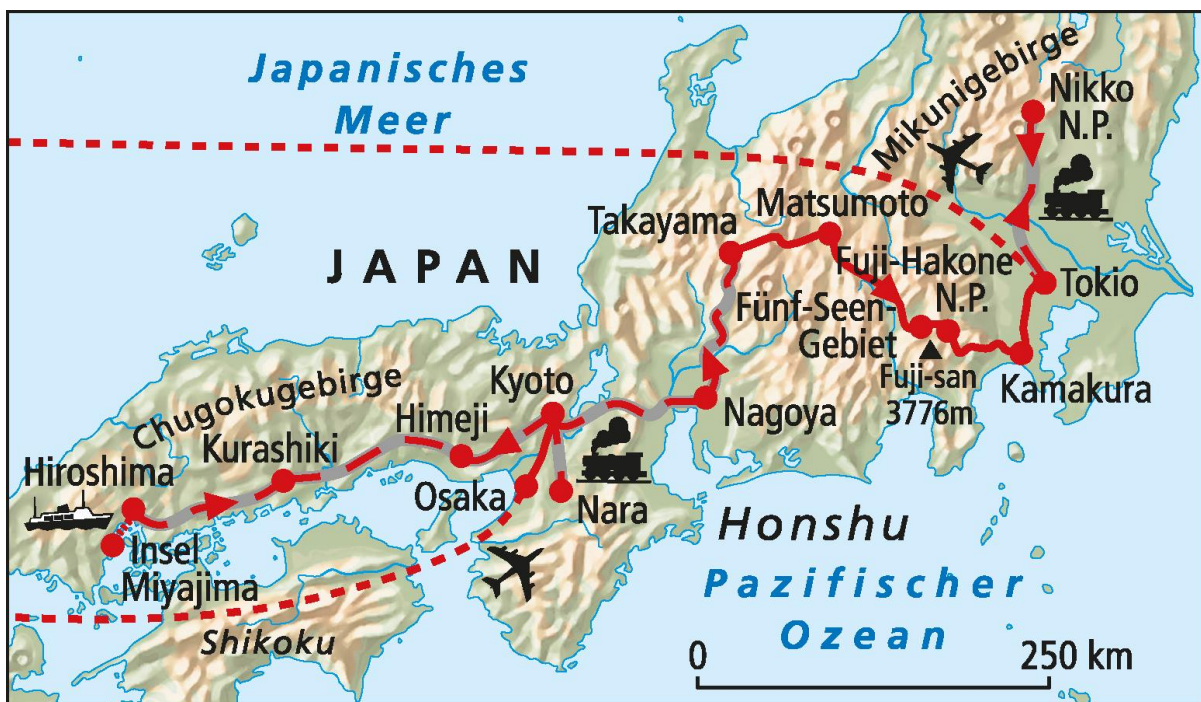 Japanisches
Meer
Mikunigebirge
Nikko
N.P.
Takayama
Matsumoto
JAPAN
Fuji-Hakone
N.P.
Tokio
Fünf-Seen-
Gebiet
Fuji-san
3776m
Kamakura
Chugokugebirge
Kyoto
Himeji
Nagoya
Kurashiki
Hiroshima
Osaka
Nara
Insel
Miyajima
Honshu
Pazifischer
Ozean
Shikoku
0 250 km